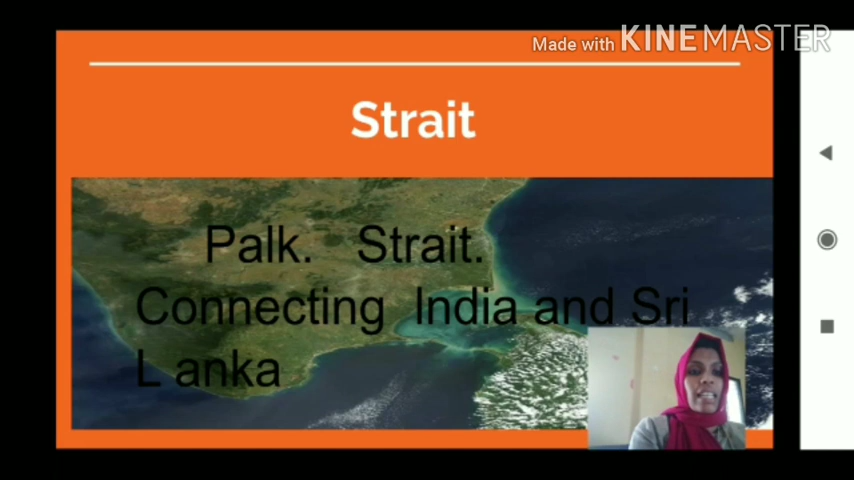 Made with KINEMASTER
Strait
Palk. Strait.
Connecting India and Sri
L anka